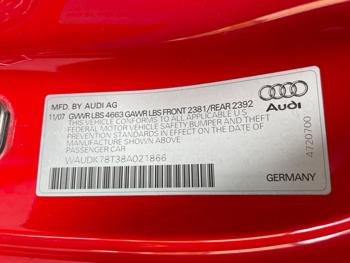 MFD. BY AUDI AG
11/07 GVWR LBS 4663 GAWR LBS FRONT 2381/REAR 2392
THIS VEHICLE CONFORMS TO ALL APPLICABLE U.S
FEDERAL MOTOR VEHICLE SAFETY, BUMPER AND THEFT
PREVENTION STANDARDS IN EFFECT ON THE DATE OF
MANUFACTURE SHOWN ABOVE.
PASSENGER CAR
WAUDK78T38A021866
Audi
4720700
GERMANY